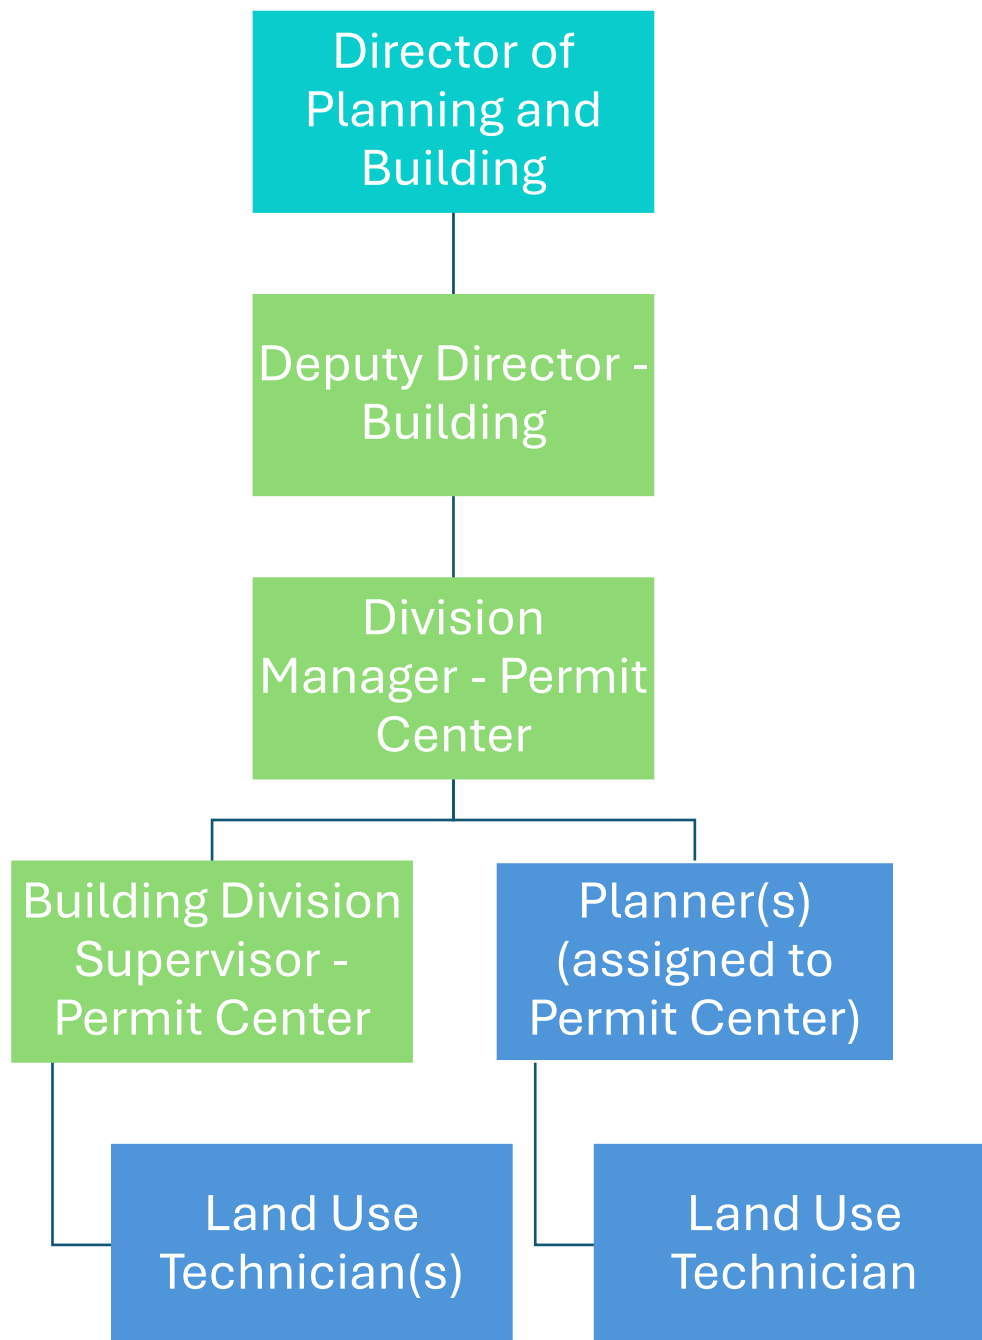 Director of
Planning and
Building
Deputy Director -
Building
Division
Manager - Permit
Center
Building Division
Supervisor -
Permit Center
Planner(s)
(assigned to
Permit Center)
Land Use
Technician(s)
Land Use
Technician